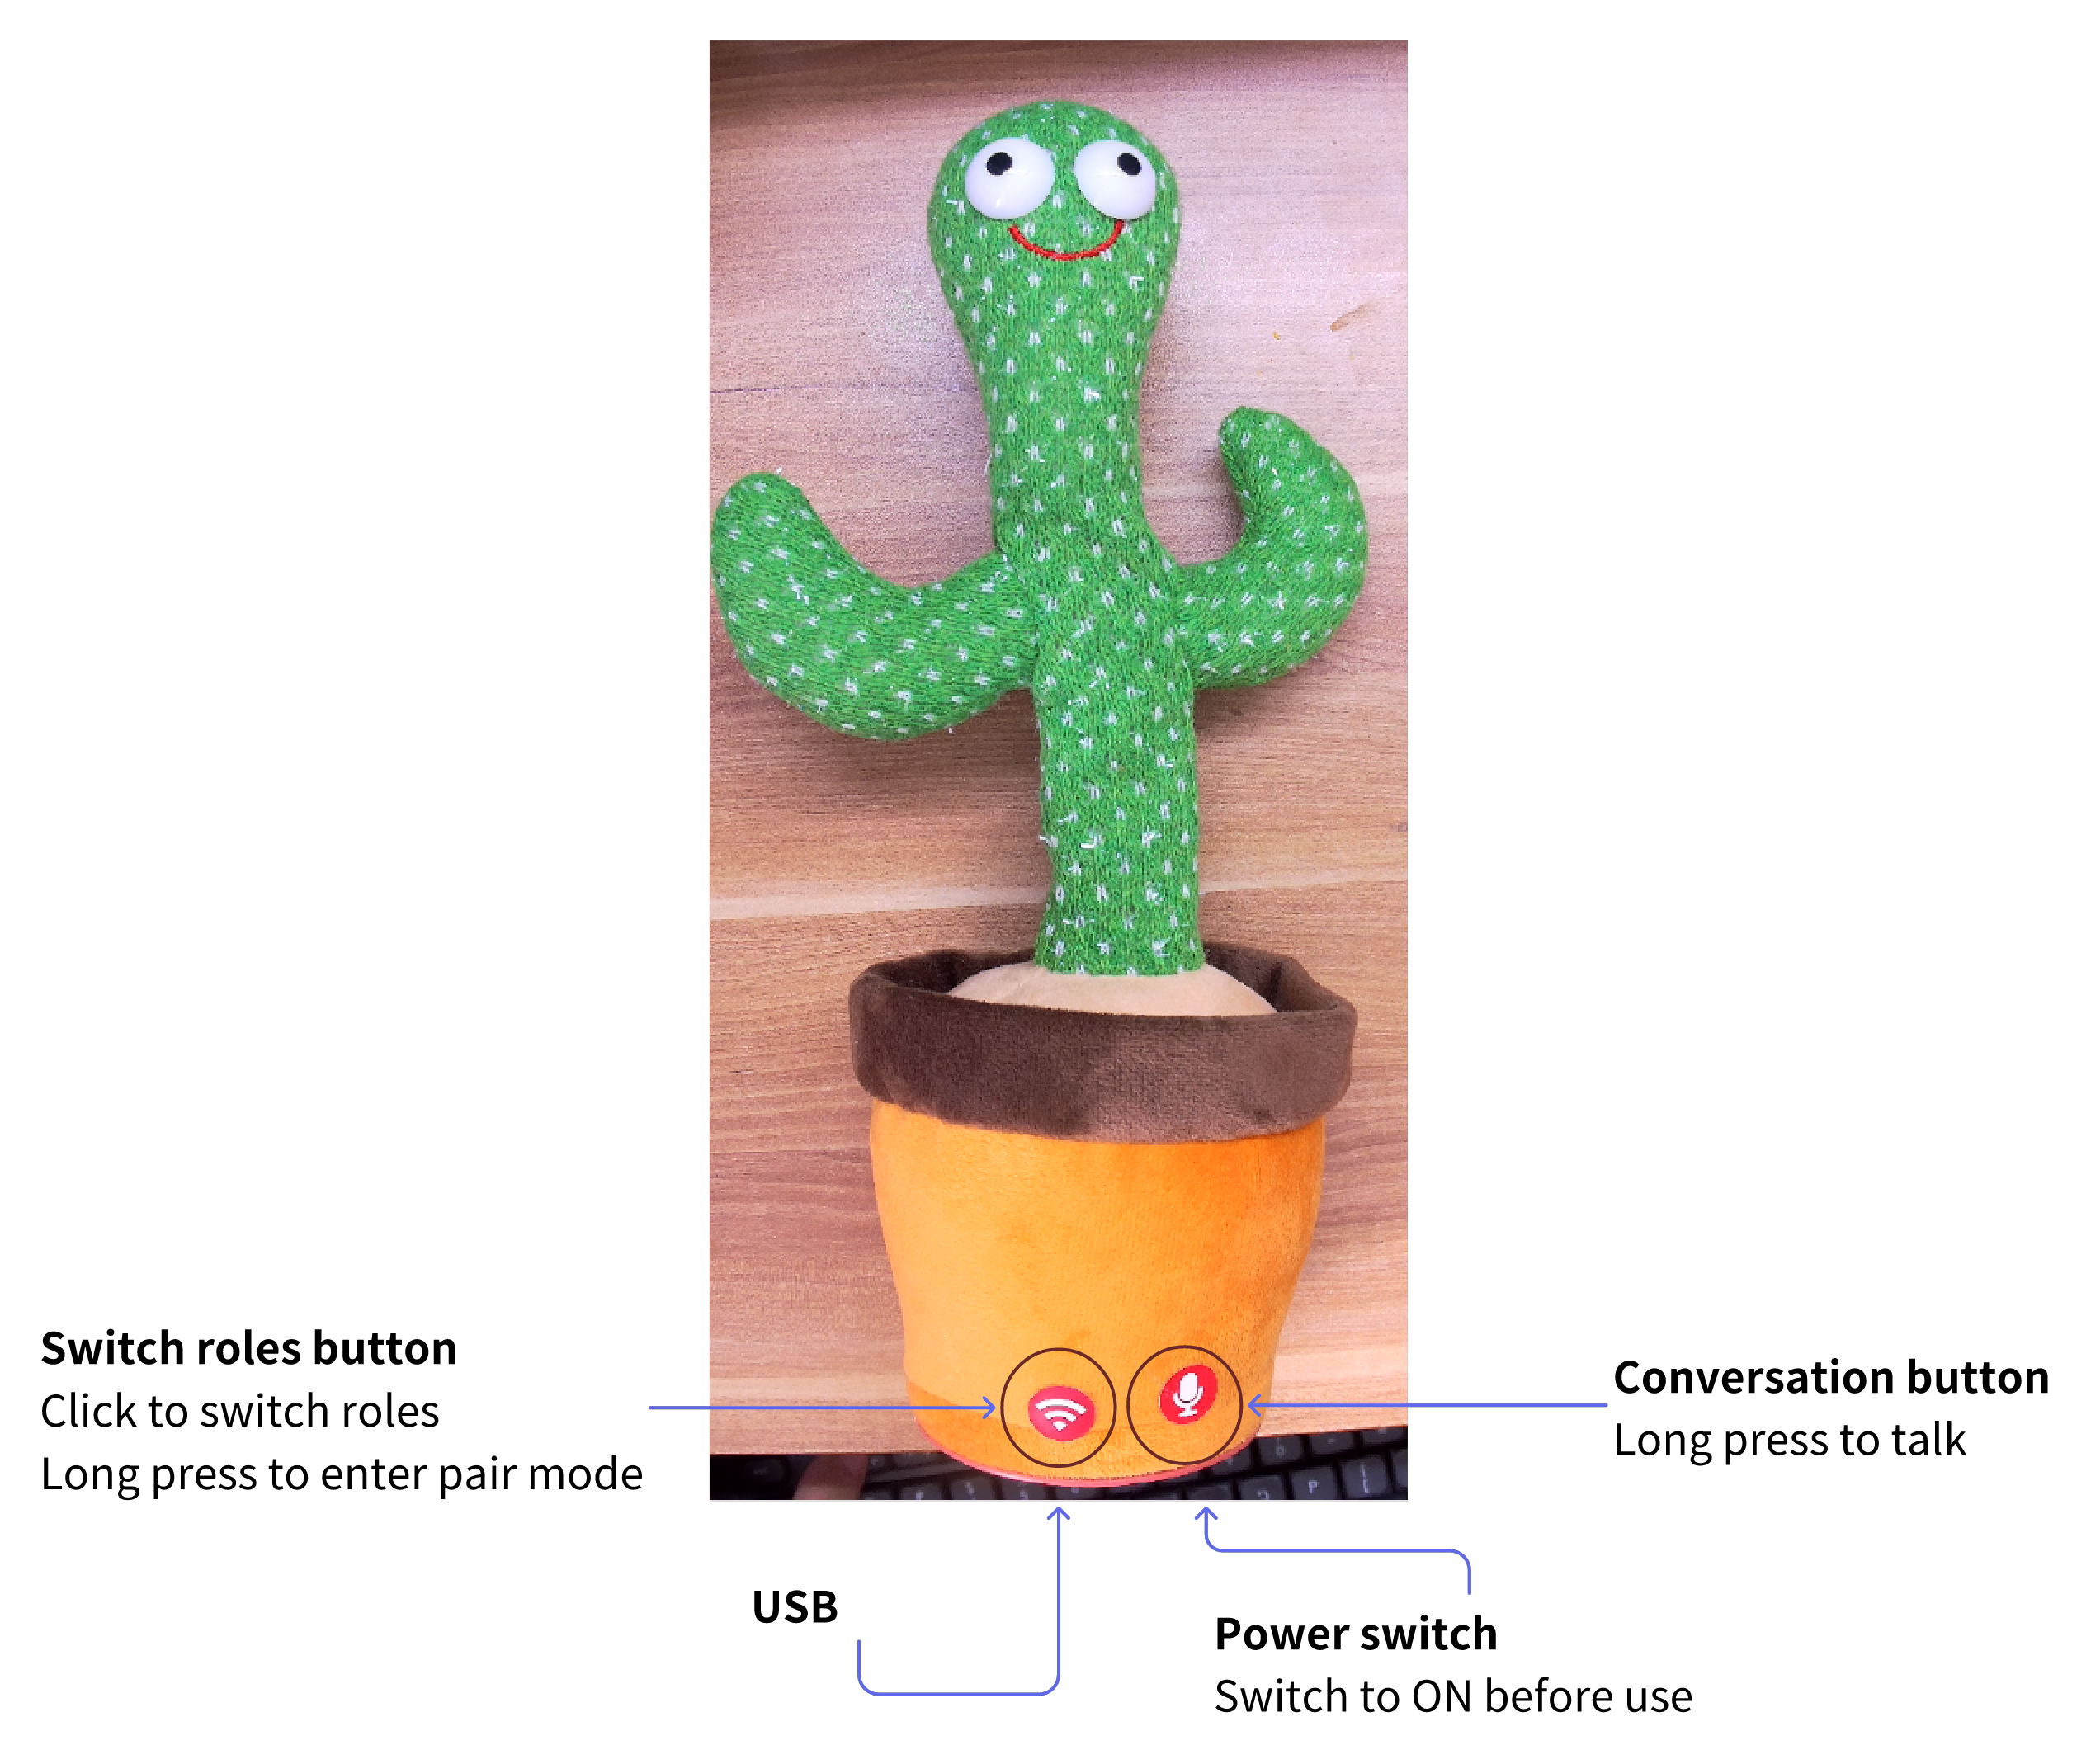 Switch roles button
Click to switch roles
Long press to enter pair mode
Conversation button
Long press to talk
USB
Power switch
Switch to ON before use